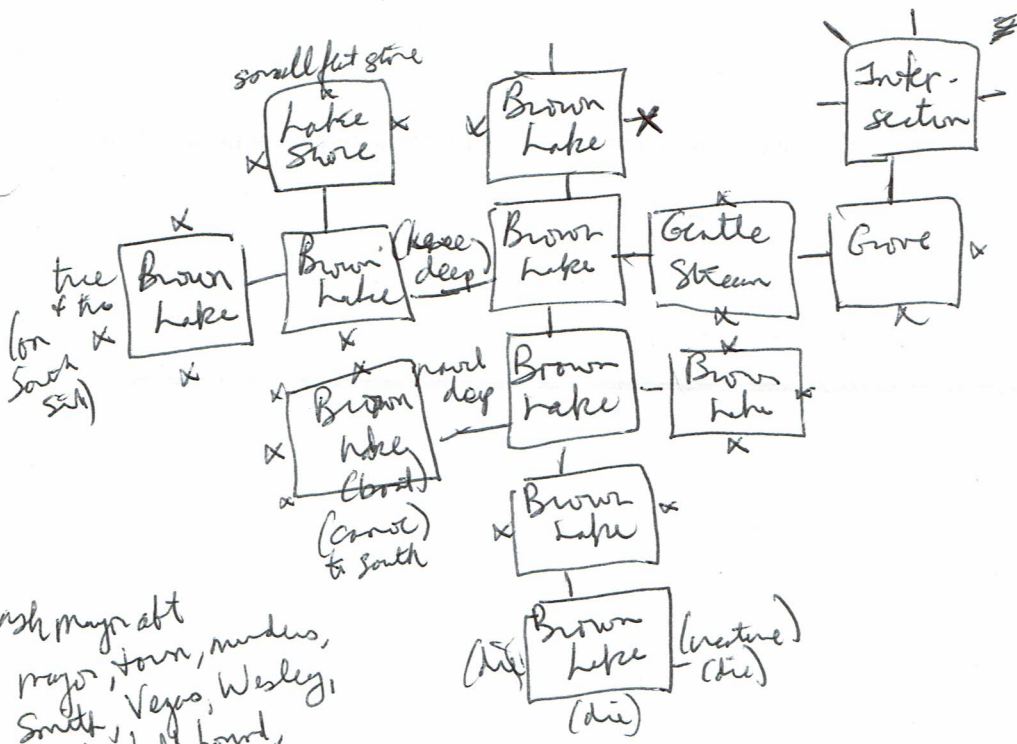 small flat stone
Lake
Shore
Brown
Lake
Inter-
section
Brown
Lake
Brown
Lake
(knee
deep)
Brown
Lake
Gentle
Stream
Grove
tree
(on
South
side)
Brown
Lake
(boat)
(canoe)
to south
deep
Brown
Lake
Brown
Lake
Brown
Lake
Brown
Lake
(die)
(creature)
(die)
(die)
ask mayor abt
mayor, town, murders,
Smith, Vegas, Wesley,